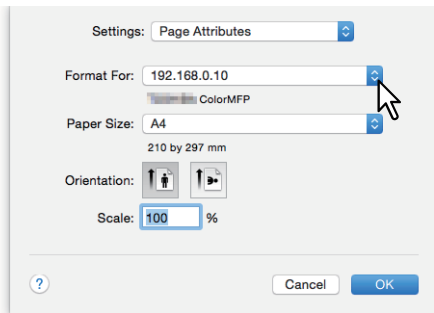 Settings: Page Attributes
Format For: 192.168.0.10
ColorMFP
Paper Size: A4
210 by 297 mm
Orientation:
Scale: 100 %
? Cancel OK